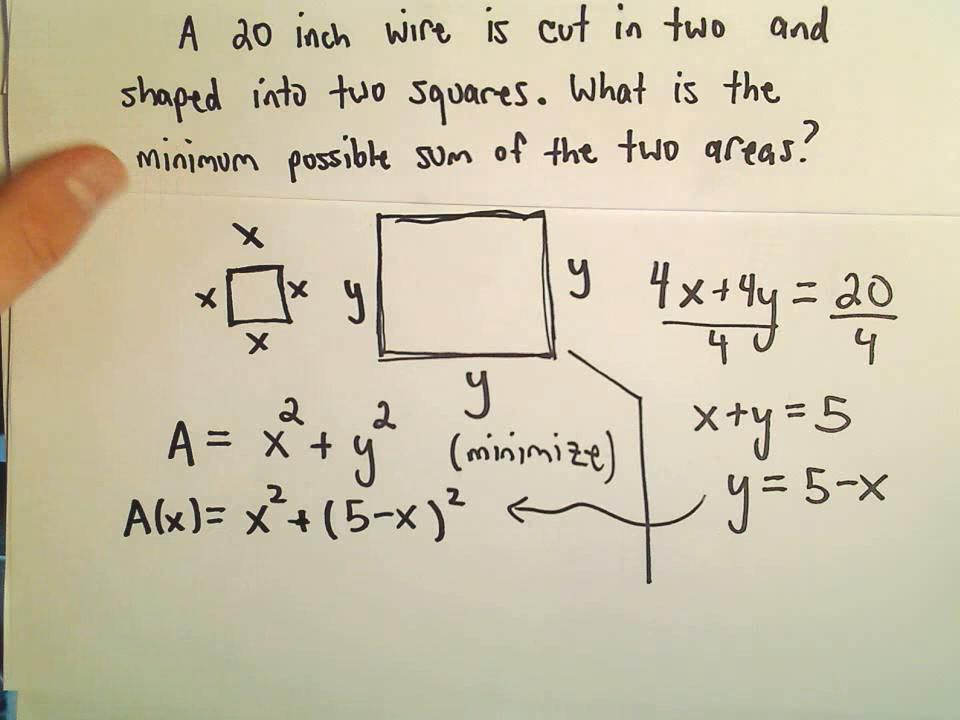 A 20 inch wire is cut in two and
shaped into two squares. What is the
minimum possible sum of the two areas?
x
x x
x
y y
y
4x+4y = 20
4 4
x+y = 5
y = 5-x
A = x² + y² (minimize)
A(x) = x² + (5-x)²